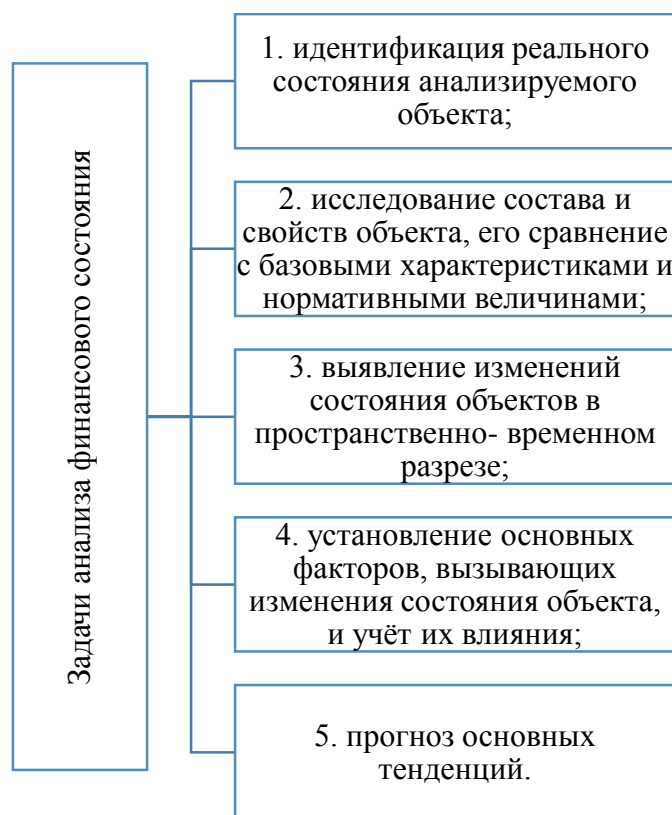 Задачи анализа финансового состояния
1. идентификация реального
состояния анализируемого
объекта;
2. исследование состава и
свойств объекта, его сравнение
с базовыми характеристиками и
нормативными величинами;
3. выявление изменений
состояния объектов в
пространственно- временном
разрезе;
4. установление основных
факторов, вызывающих
изменения состояния объекта,
и учёт их влияния;
5. прогноз основных
тенденций.